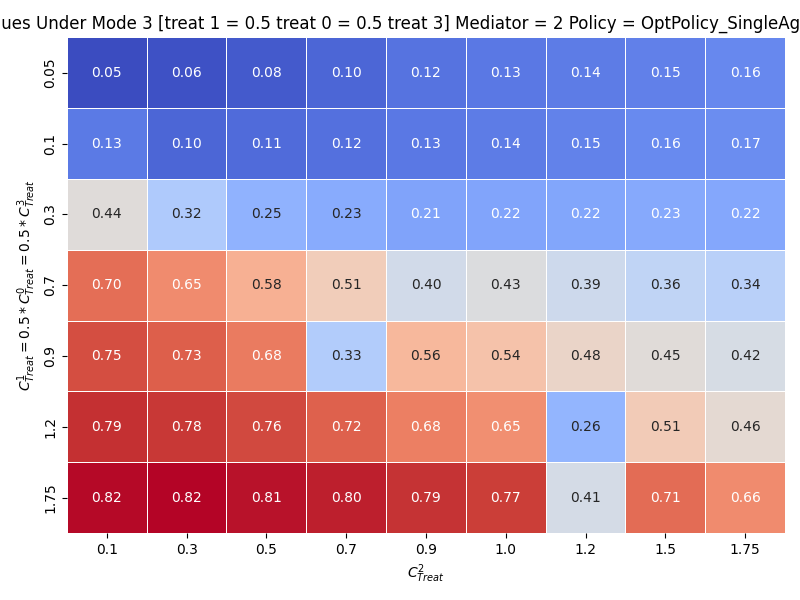 ues Under Mode 3 [treat 1 = 0.5 treat 0 = 0.5 treat 3] Mediator = 2 Policy = OptPolicy_SingleAg
$C^1_{Treat} = 0.5 * C^0_{Treat} = 0.5 * C^3_{Treat}$
0.05 0.05 0.06 0.08 0.10 0.12 0.13 0.14 0.15 0.16
0.1 0.13 0.10 0.11 0.12 0.13 0.14 0.15 0.16 0.17
0.3 0.44 0.32 0.25 0.23 0.21 0.22 0.22 0.23 0.22
0.7 0.70 0.65 0.58 0.51 0.40 0.43 0.39 0.36 0.34
0.9 0.75 0.73 0.68 0.33 0.56 0.54 0.48 0.45 0.42
1.2 0.79 0.78 0.76 0.72 0.68 0.65 0.26 0.51 0.46
1.75 0.82 0.82 0.81 0.80 0.79 0.77 0.41 0.71 0.66
0.1 0.3 0.5 0.7 0.9 1.0 1.2 1.5 1.75
$C^2_{Treat}$